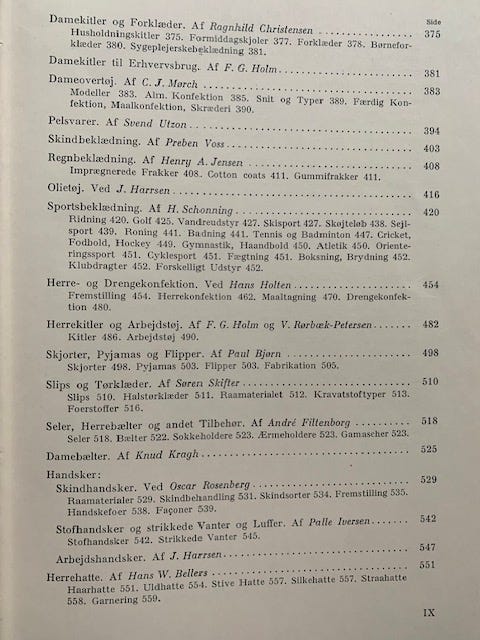 Side
Damekitler og Forklæder. Af Ragnhild Christensen 375
Husholdningskitler 375. Formiddagskjoler 377. Forklæder 378. Børnefor-
klæder 380. Sygeplejerskebeklædning 381.
Damekitler til Erhvervsbrug. Af F. G. Holm 381
Dameovertøj. Af C. J. Mørch 383
Modeller 383. Alm. Konfektion 385. Snit og Typer 389. Færdig Kon-
fektion, Maalkonfektion, Skræderi 390.
Pelsvarer. Af Svend Utzon 394
Skindbeklædning. Af Preben Voss 403
Regnbeklædning. Af Henry A. Jensen 408
Imprægnerede Frakker 408. Cotton coats 411. Gummifrakker 411.
Olietøj. Ved J. Harrsen 416
Sportsbeklædning. Af H. Schonning 420
Ridning 420. Golf 425. Vandreudstyr 427. Skisport 427. Skøjteløb 438. Sejl-
sport 439. Roning 441. Badning 441. Tennis og Badminton 447. Cricket,
Fodbold, Hockey 449. Gymnastik, Haandbold 450. Atletik 450. Oriente-
ringssport 451. Cyklesport 451. Fægtning 451. Boksning, Brydning 452.
Klubdragter 452. Forskelligt Udstyr 452.
Herre- og Drengekonfektion. Ved Hans Holten 454
Fremstilling 454. Herrekonfektion 462. Maaltagning 470. Drengekonfek-
tion 480.
Herrekitler og Arbejdstøj. Af F. G. Holm og V. Rørbæk-Petersen 482
Kitler 486. Arbejdstøj 490.
Skjorter, Pyjamas og Flipper. Af Paul Bjørn 498
Skjorter 498. Pyjamas 503. Flipper 503. Fabrikation 505.
Slips og Tørklæder. Af Søren Skifter 510
Slips 510. Halstørklæder 511. Raamaterialet 512. Kravatstoftyper 513.
Foerstoffer 516.
Seler, Herrebælter og andet Tilbehør. Af André Filtenborg 518
Seler 518. Bælter 522. Sokkeholdere 523. Ærmeholdere 523. Gamascher 523.
Damebælter. Af Knud Kragh 525
Handsker:
Skindhandsker. Ved Oscar Rosenberg 529
Raamaterialer 529. Skindbehandling 531. Skindsorter 534. Fremstilling 535.
Handskefoer 538. Façoner 539.
Stofhandsker og strikkede Vanter og Luffer. Af Palle Iversen 542
Stofhandsker 542. Strikkede Vanter 545.
Arbejdshandsker. Af J. Harrsen 547
Herrehatte. Af Hans W. Bellers 551
Haarhatte 551. Uldhatte 554. Stive Hatte 557. Silkehatte 557. Straahatte
558. Garnering 559.
IX